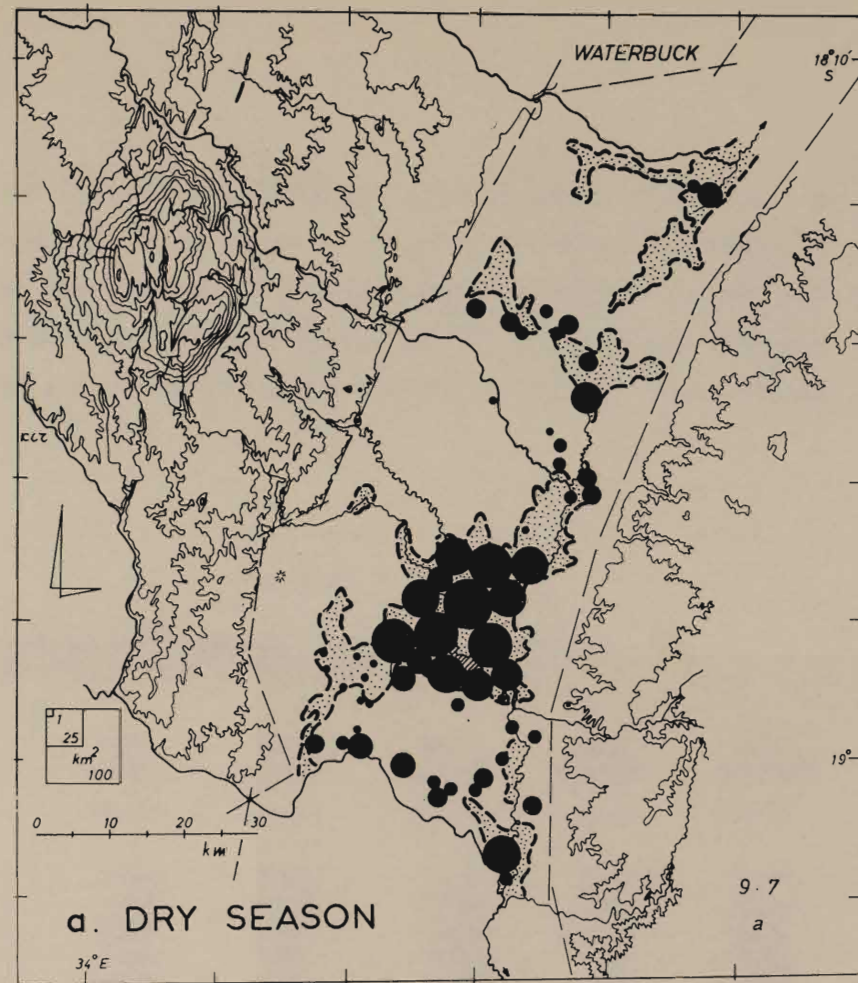 WATERBUCK
18°10′
S
1
25
km²
100
19°
0 10 20 30
km
9.7
a
a. DRY SEASON
34°E